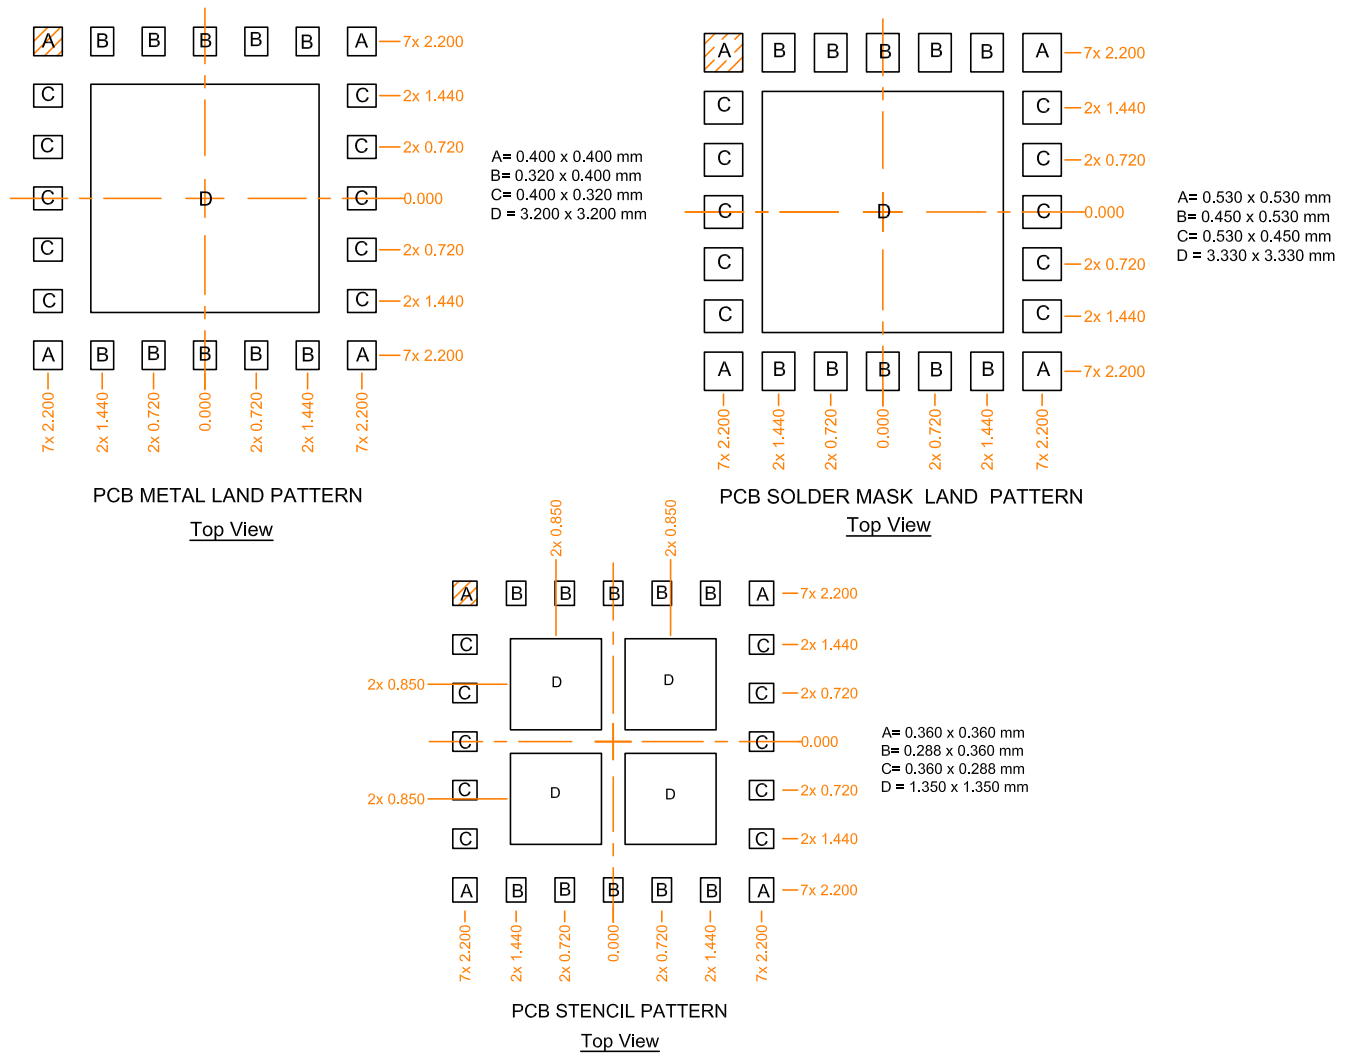 A B B B B B A 7x 2.200
C C 2x 1.440
C C 2x 0.720
C D C 0.000
C C 2x 0.720
C C 2x 1.440
A B B B B B A 7x 2.200
7x 2.200 2x 1.440 2x 0.720 0.000 2x 0.720 2x 1.440 7x 2.200
A= 0.400 x 0.400 mm
B= 0.320 x 0.400 mm
C= 0.400 x 0.320 mm
D = 3.200 x 3.200 mm
PCB METAL LAND PATTERN
Top View
A B B B B B A 7x 2.200
C C 2x 1.440
C C 2x 0.720
C D C 0.000
C C 2x 0.720
C C 2x 1.440
A B B B B B A 7x 2.200
7x 2.200 2x 1.440 2x 0.720 0.000 2x 0.720 2x 1.440 7x 2.200
A= 0.530 x 0.530 mm
B= 0.450 x 0.530 mm
C= 0.530 x 0.450 mm
D = 3.330 x 3.330 mm
PCB SOLDER MASK LAND PATTERN
Top View
2x 0.850 2x 0.850
A B B B B B A 7x 2.200
C C 2x 1.440
2x 0.850 C D D C 2x 0.720
C C 0.000
2x 0.850 C D D C 2x 0.720
C C 2x 1.440
A B B B B B A 7x 2.200
7x 2.200 2x 1.440 2x 0.720 0.000 2x 0.720 2x 1.440 7x 2.200
A= 0.360 x 0.360 mm
B= 0.288 x 0.360 mm
C= 0.360 x 0.288 mm
D = 1.350 x 1.350 mm
PCB STENCIL PATTERN
Top View